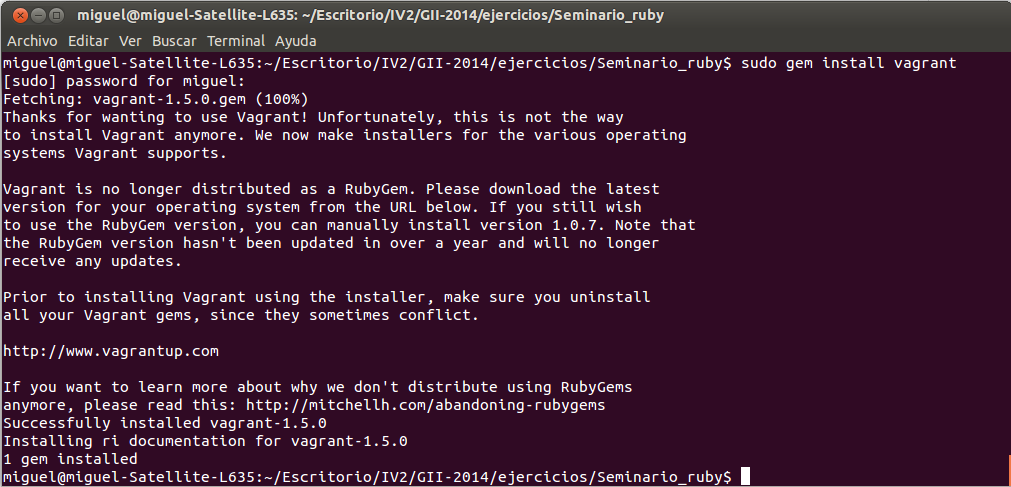 miguel@miguel-Satellite-L635: ~/Escritorio/IV2/GII-2014/ejercicios/Seminario_ruby
Archivo Editar Ver Buscar Terminal Ayuda
miguel@miguel-Satellite-L635:~/Escritorio/IV2/GII-2014/ejercicios/Seminario_ruby$ sudo gem install vagrant
[sudo] password for miguel:
Fetching: vagrant-1.5.0.gem (100%)
Thanks for wanting to use Vagrant! Unfortunately, this is not the way
to install Vagrant anymore. We now make installers for the various operating
systems Vagrant supports.

Vagrant is no longer distributed as a RubyGem. Please download the latest
version for your operating system from the URL below. If you still wish
to use the RubyGem version, you can manually install version 1.0.7. Note that
the RubyGem version hasn't been updated in over a year and will no longer
receive any updates.

Prior to installing Vagrant using the installer, make sure you uninstall
all your Vagrant gems, since they sometimes conflict.

http://www.vagrantup.com

If you want to learn more about why we don't distribute using RubyGems
anymore, please read this: http://mitchellh.com/abandoning-rubygems
Successfully installed vagrant-1.5.0
Installing ri documentation for vagrant-1.5.0
1 gem installed
miguel@miguel-Satellite-L635:~/Escritorio/IV2/GII-2014/ejercicios/Seminario_ruby$